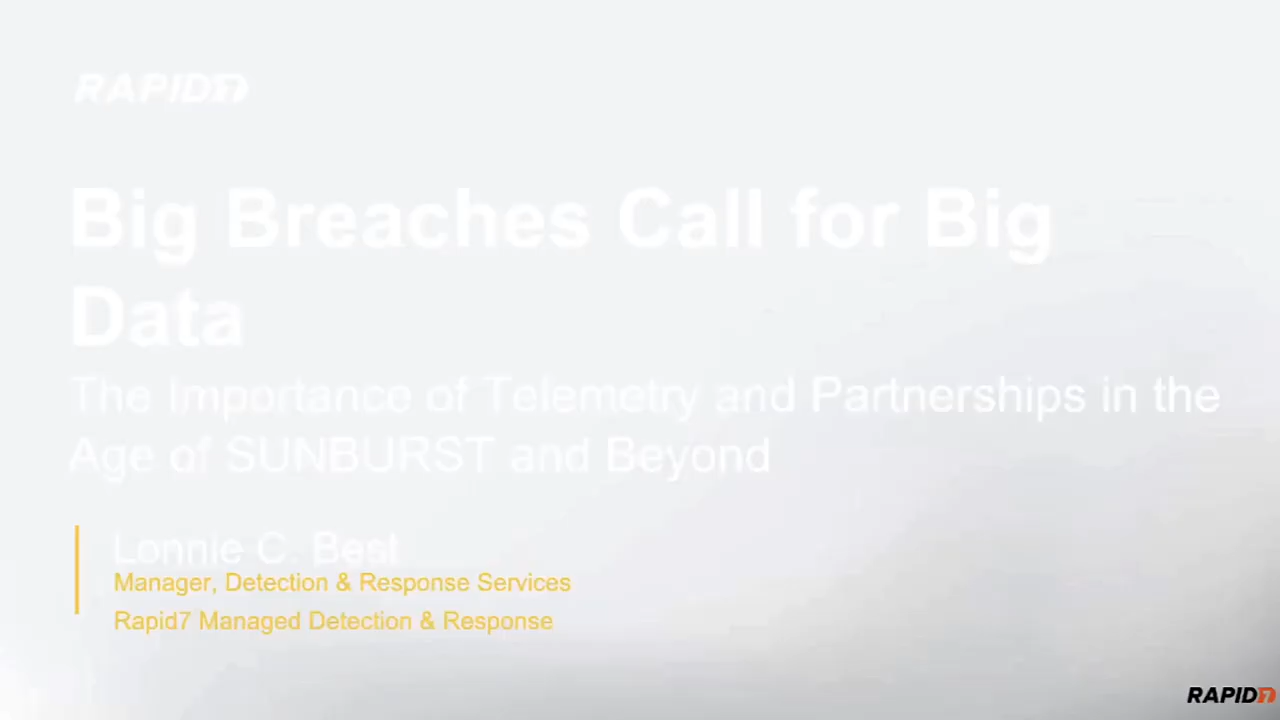 RAPID7
Big Breaches Call for Big
Data
The Importance of Telemetry and Partnerships in the
Age of SUNBURST and Beyond
Lonnie C. Best
Manager, Detection & Response Services
Rapid7 Managed Detection & Response
RAPID7